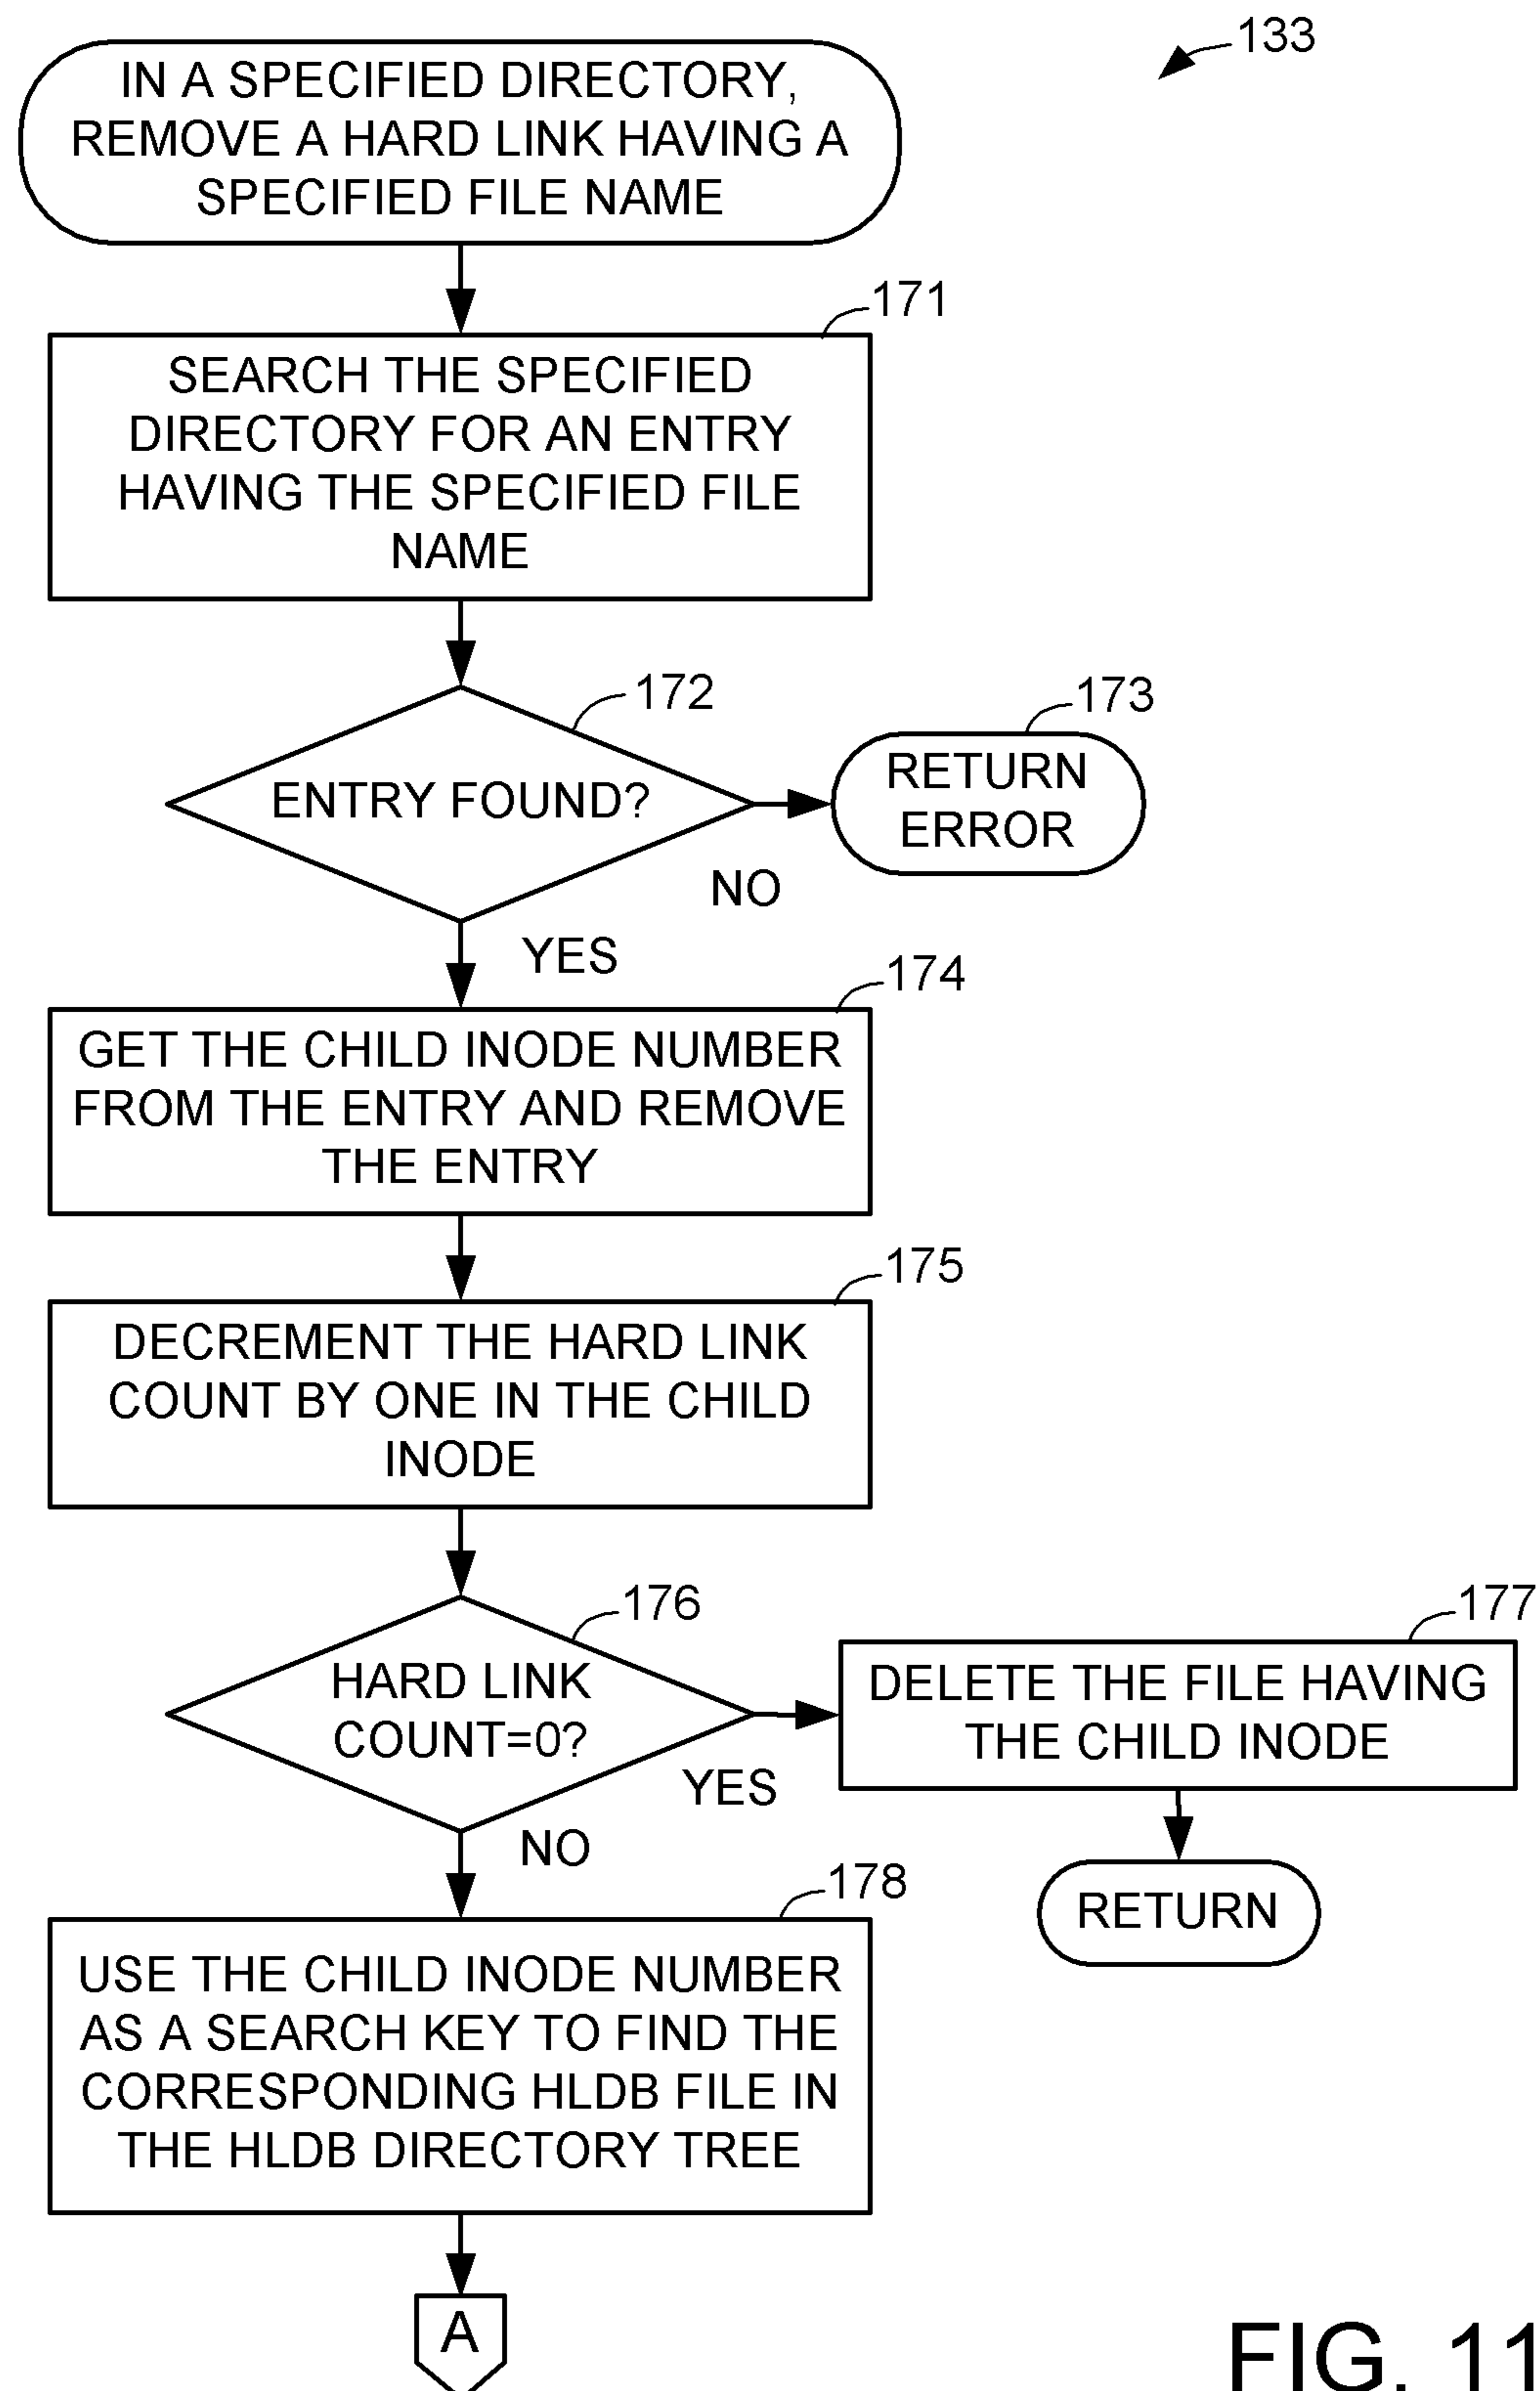 133
IN A SPECIFIED DIRECTORY,
REMOVE A HARD LINK HAVING A
SPECIFIED FILE NAME
171
SEARCH THE SPECIFIED
DIRECTORY FOR AN ENTRY
HAVING THE SPECIFIED FILE
NAME
172
ENTRY FOUND?
NO
YES
173
RETURN
ERROR
174
GET THE CHILD INODE NUMBER
FROM THE ENTRY AND REMOVE
THE ENTRY
175
DECREMENT THE HARD LINK
COUNT BY ONE IN THE CHILD
INODE
176
HARD LINK
COUNT=0?
YES
NO
177
DELETE THE FILE HAVING
THE CHILD INODE
RETURN
178
USE THE CHILD INODE NUMBER
AS A SEARCH KEY TO FIND THE
CORRESPONDING HLDB FILE IN
THE HLDB DIRECTORY TREE
A
FIG. 11